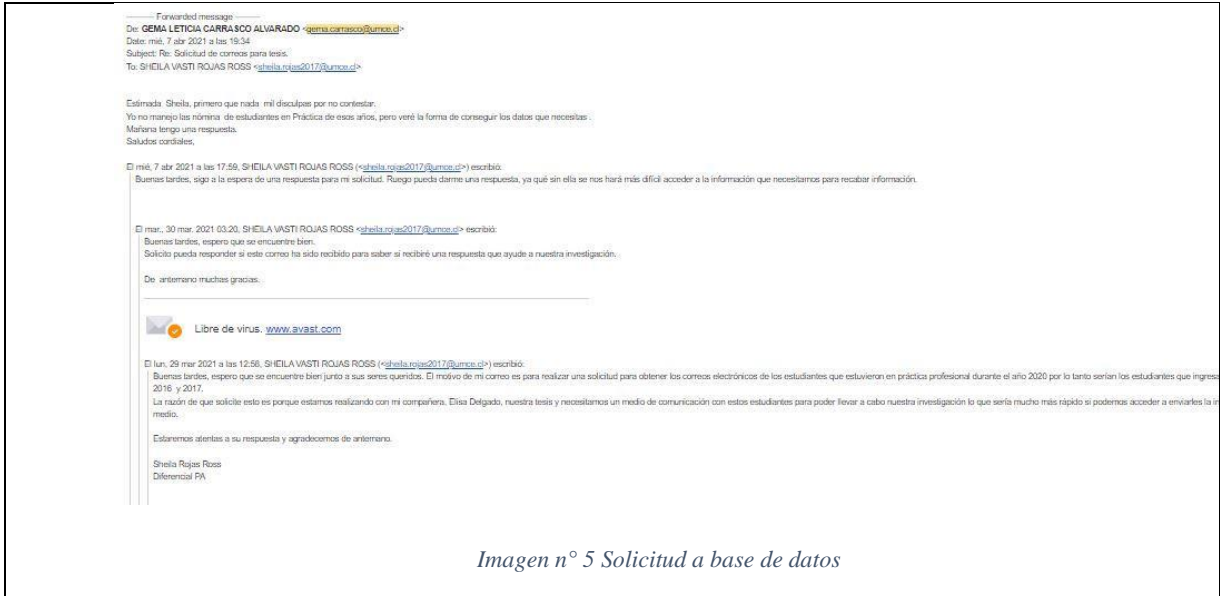 ---------- Forwarded message ----------
De: GEMA LETICIA CARRASCO ALVARADO <gema.carrasco@umce.cl>
Date: mié, 7 abr 2021 a las 19:34
Subject: Re: Solicitud de correos para tesis.
To: SHEILA VASTI ROJAS ROSS <sheila.rojas2017@umce.cl>
Estimada Sheila, primero que nada mil disculpas por no contestar.
Yo no manejo las nómina de estudiantes en Práctica de esos años, pero veré la forma de conseguir los datos que necesitas .
Mañana tengo una respuesta.
Saludos cordiales,
El mié, 7 abr 2021 a las 17:59, SHEILA VASTI ROJAS ROSS (<sheila.rojas2017@umce.cl>) escribió:
Buenas tardes, sigo a la espera de una respuesta para mi solicitud. Ruego pueda darme una respuesta, ya qué sin ella se nos hará más difícil acceder a la información que necesitamos para recabar información.
El mar., 30 mar. 2021 03:20, SHEILA VASTI ROJAS ROSS <sheila.rojas2017@umce.cl> escribió:
Buenas tardes, espero que se encuentre bien.
Solicito pueda responder si este correo ha sido recibido para saber si recibiré una respuesta que ayude a nuestra investigación.
De antemano muchas gracias.
Libre de virus. www.avast.com
El lun, 29 mar 2021 a las 12:56, SHEILA VASTI ROJAS ROSS (<sheila.rojas2017@umce.cl>) escribió:
Buenas tardes, espero que se encuentre bien junto a sus seres queridos. El motivo de mi correo es para realizar una solicitud para obtener los correos electrónicos de los estudiantes que estuvieron en práctica profesional durante el año 2020 por lo tanto serían los estudiantes que ingresa
2016 y 2017.
La razón de que solicite esto es porque estamos realizando con mi compañera, Elisa Delgado, nuestra tesis y necesitamos un medio de comunicación con estos estudiantes para poder llevar a cabo nuestra investigación lo que sería mucho más rápido si podemos acceder a enviarles la in
medio.
Estaremos atentas a su respuesta y agradecemos de antemano.
Sheila Rojas Ross
Diferencial PA
Imagen n° 5 Solicitud a base de datos